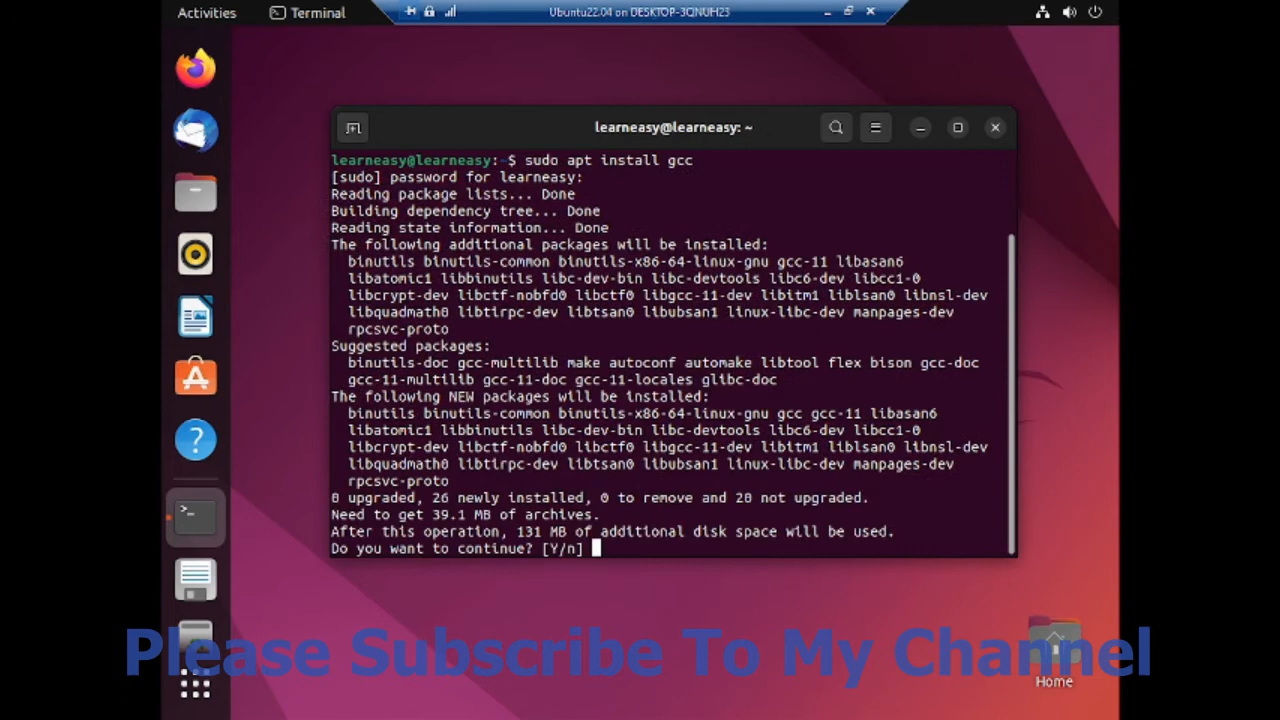 Activities
Terminal
Ubuntu22.04 on DESKTOP-3QNUH23
learneasy@learneasy: ~
learneasy@learneasy:~$ sudo apt install gcc
[sudo] password for learneasy:
Reading package lists... Done
Building dependency tree... Done
Reading state information... Done
The following additional packages will be installed:
binutils binutils-common binutils-x86-64-linux-gnu gcc-11 libasan6
libatomic1 libbinutils libc-dev-bin libc-devtools libc6-dev libcc1-0
libcrypt-dev libctf-nobfd0 libctf0 libgcc-11-dev libitm1 liblsan0 libnsl-dev
libquadmath0 libtirpc-dev libtsan0 libubsan1 linux-libc-dev manpages-dev
rpcsvc-proto
Suggested packages:
binutils-doc gcc-multilib make autoconf automake libtool flex bison gcc-doc
gcc-11-multilib gcc-11-doc gcc-11-locales glibc-doc
The following NEW packages will be installed:
binutils binutils-common binutils-x86-64-linux-gnu gcc gcc-11 libasan6
libatomic1 libbinutils libc-dev-bin libc-devtools libc6-dev libcc1-0
libcrypt-dev libctf-nobfd0 libctf0 libgcc-11-dev libitm1 liblsan0 libnsl-dev
libquadmath0 libtirpc-dev libtsan0 libubsan1 linux-libc-dev manpages-dev
rpcsvc-proto
0 upgraded, 26 newly installed, 0 to remove and 20 not upgraded.
Need to get 39.1 MB of archives.
After this operation, 131 MB of additional disk space will be used.
Do you want to continue? [Y/n]
Please Subscribe To My Channel
Home